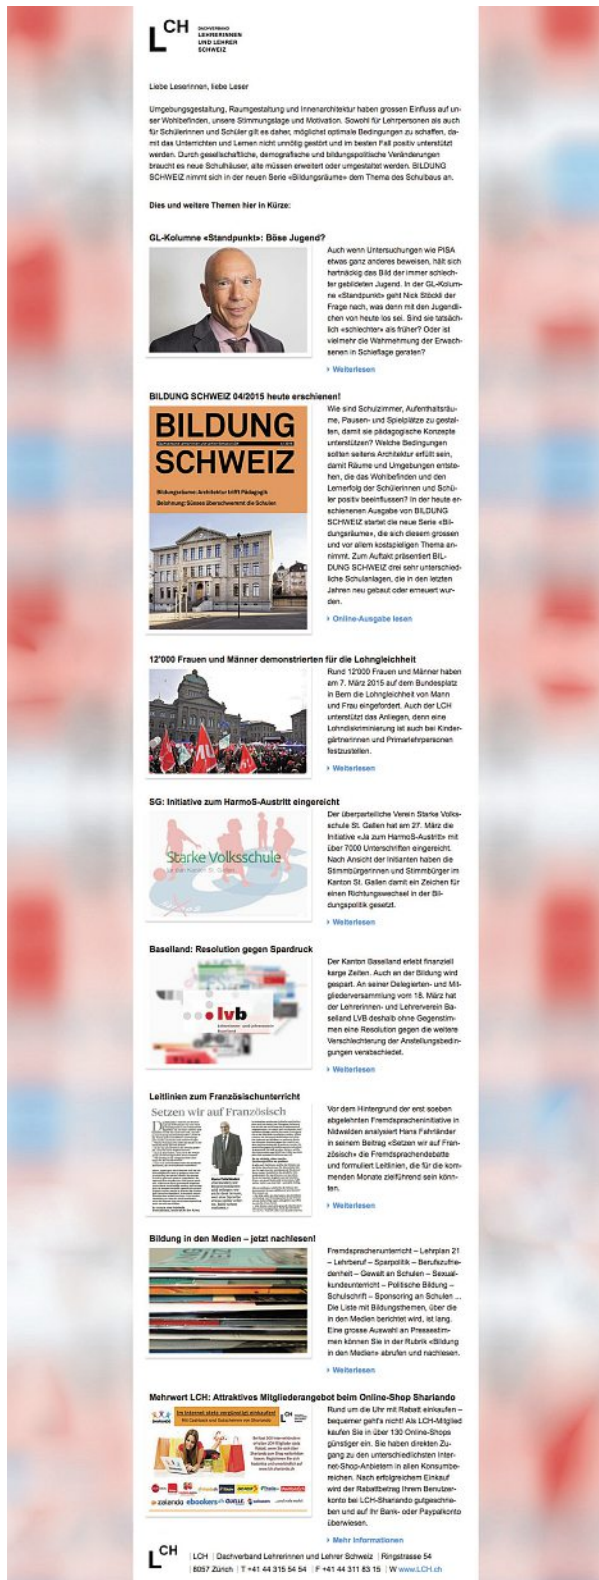 LCH
DACHVERBAND
LEHRERINNEN
UND LEHRER
SCHWEIZ
Liebe Leserinnen, liebe Leser
Umgebungsgestaltung, Raumgestaltung und Innenarchitektur haben grossen Einfluss auf un-
ser Wohlbefinden, unsere Stimmungslage und Motivation. Sowohl für Lehrpersonen als auch
für Schülerinnen und Schüler gilt es daher, möglichst optimale Bedingungen zu schaffen, da-
mit das Unterrichten und Lernen nicht unnötig gestört und im besten Fall positiv unterstützt
werden. Durch gesellschaftliche, demografische und bildungspolitische Veränderungen
braucht es neue Schulhäuser, alte müssen erweitert oder umgestaltet werden. BILDUNG
SCHWEIZ nimmt sich in der neuen Serie «Bildungsräume» dem Thema des Schulbaus an.
Dies und weitere Themen hier in Kürze:
GL-Kolumne «Standpunkt»: Böse Jugend?
Auch wenn Untersuchungen wie PISA
etwas ganz anderes beweisen, hält sich
hartnäckig das Bild der immer schlech-
ter gebildeten Jugend. In der GL-Kolum-
ne «Standpunkt» geht Nick Stöckli der
Frage nach, was denn mit den Jugendli-
chen von heute los sei. Sind sie tatsäch-
lich «schlechter» als früher? Oder ist
vielmehr die Wahrnehmung der Erwach-
senen in Schieflage geraten?
Weiterlesen
BILDUNG SCHWEIZ 04/2015 heute erschienen!
BILDUNG
SCHWEIZ
Bildungsräume: Architektur trifft Pädagogik
Belohnung: Süsses überschwemmt die Schulen
Wie sind Schulzimmer, Aufenthaltsräu-
me, Pausen- und Spielplätze zu gestal-
ten, damit sie pädagogische Konzepte
unterstützen? Welche Bedingungen
sollten seitens Architektur erfüllt sein,
damit Räume und Umgebungen entste-
hen, die das Wohlbefinden und den
Lernerfolg der Schülerinnen und Schü-
ler positiv beeinflussen? In der heute er-
schienenen Ausgabe von BILDUNG
SCHWEIZ startet die neue Serie «Bil-
dungsräume», die sich diesem grossen
und vor allem kostspieligen Thema an-
nimmt. Zum Auftakt präsentiert BIL-
DUNG SCHWEIZ drei sehr unterschied-
liche Schulanlagen, die in den letzten
Jahren neu gebaut oder erneuert wur-
den.
Online-Ausgabe lesen
12'000 Frauen und Männer demonstrierten für die Lohngleichheit
Rund 12'000 Frauen und Männer haben
am 7. März 2015 auf dem Bundesplatz
in Bern die Lohngleichheit von Mann
und Frau eingefordert. Auch der LCH
unterstützt das Anliegen, denn eine
Lohndiskriminierung ist auch bei Kinder-
gärtnerinnen und Primarlehrpersonen
festzustellen.
Weiterlesen
SG: Initiative zum HarmoS-Austritt eingereicht
Starke Volksschule
für den Kanton St. Gallen
Der überparteiliche Verein Starke Volks-
schule St. Gallen hat am 27. März die
Initiative «Ja zum HarmoS-Austritt» mit
über 7000 Unterschriften eingereicht.
Nach Ansicht der Initianten haben die
Stimmbürgerinnen und Stimmbürger im
Kanton St. Gallen damit ein Zeichen für
einen Richtungswechsel in der Bil-
dungspolitik gesetzt.
Weiterlesen
Baselland: Resolution gegen Spardruck
lvb
Der Kanton Baselland erlebt finanziell
karge Zeiten. Auch an der Bildung wird
gespart. An seiner Delegierten- und Mit-
gliederversammlung vom 18. März hat
der Lehrerinnen- und Lehrerverein Ba-
selland LVB deshalb ohne Gegenstim-
men eine Resolution gegen die weitere
Verschlechterung der Anstellungsbedin-
gungen verabschiedet.
Weiterlesen
Leitlinien zum Französischunterricht
Setzen wir auf Französisch
Vor dem Hintergrund der erst soeben
abgelehnten Fremdspracheninitiative in
Nidwalden analysiert Hans Fahrländer
in seinem Beitrag «Setzen wir auf Fran-
zösisch» die Fremdsprachendebatte
und formuliert Leitlinien, die für die kom-
menden Monate zielführend sein könn-
ten.
Weiterlesen
Bildung in den Medien – jetzt nachlesen!
Fremdsprachenunterricht – Lehrplan 21
– Lehrberuf – Sparpolitik – Berufszufrie-
denheit – Gewalt an Schulen – Sexual-
kundeunterricht – Politische Bildung –
Schulschrift – Sponsoring an Schulen ...
Die Liste mit Bildungsthemen, über die
in den Medien berichtet wird, ist lang.
Eine grosse Auswahl an Pressestim-
men können Sie in der Rubrik «Bildung
in den Medien» abrufen und nachlesen.
Weiterlesen
Mehrwert LCH: Attraktives Mitgliederangebot beim Online-Shop Shariando
Im Internet stets vergünstigt einkaufen!
Mit Cashback und Gutscheinen von Shariando
zalando ebookers
Rund um die Uhr mit Rabatt einkaufen –
bequemer geht's nicht! Als LCH-Mitglied
kaufen Sie in über 130 Online-Shops
günstiger ein. Sie haben direkten Zu-
gang zu den unterschiedlichsten Inter-
net-Shop-Anbietern in allen Konsumbe-
reichen. Nach erfolgreichem Einkauf
wird der Rabattbetrag Ihrem Benutzer-
konto bei LCH-Shariando gutgeschrie-
ben und auf Ihr Bank- oder Paypalkonto
überwiesen.
Mehr Informationen
LCH | LCH | Dachverband Lehrerinnen und Lehrer Schweiz | Ringstrasse 54
| 8057 Zürich | T +41 44 315 54 54 | F +41 44 311 83 15 | W www.LCH.ch